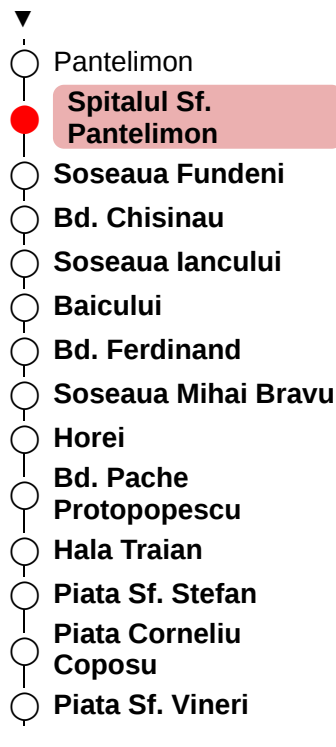 Pantelimon
Spitalul Sf.
Pantelimon
Soseaua Fundeni
Bd. Chisinau
Soseaua Iancului
Baicului
Bd. Ferdinand
Soseaua Mihai Bravu
Horei
Bd. Pache
Protopopescu
Hala Traian
Piata Sf. Stefan
Piata Corneliu
Coposu
Piata Sf. Vineri